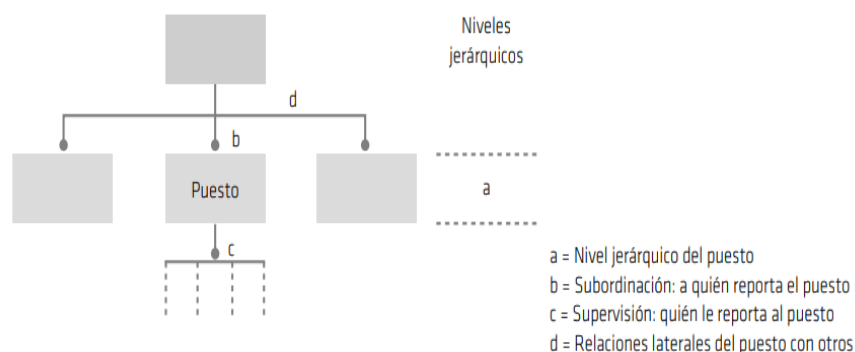 Niveles
jerárquicos
d
b
Puesto
a
c
a = Nivel jerárquico del puesto
b = Subordinación: a quién reporta el puesto
c = Supervisión: quién le reporta al puesto
d = Relaciones laterales del puesto con otros